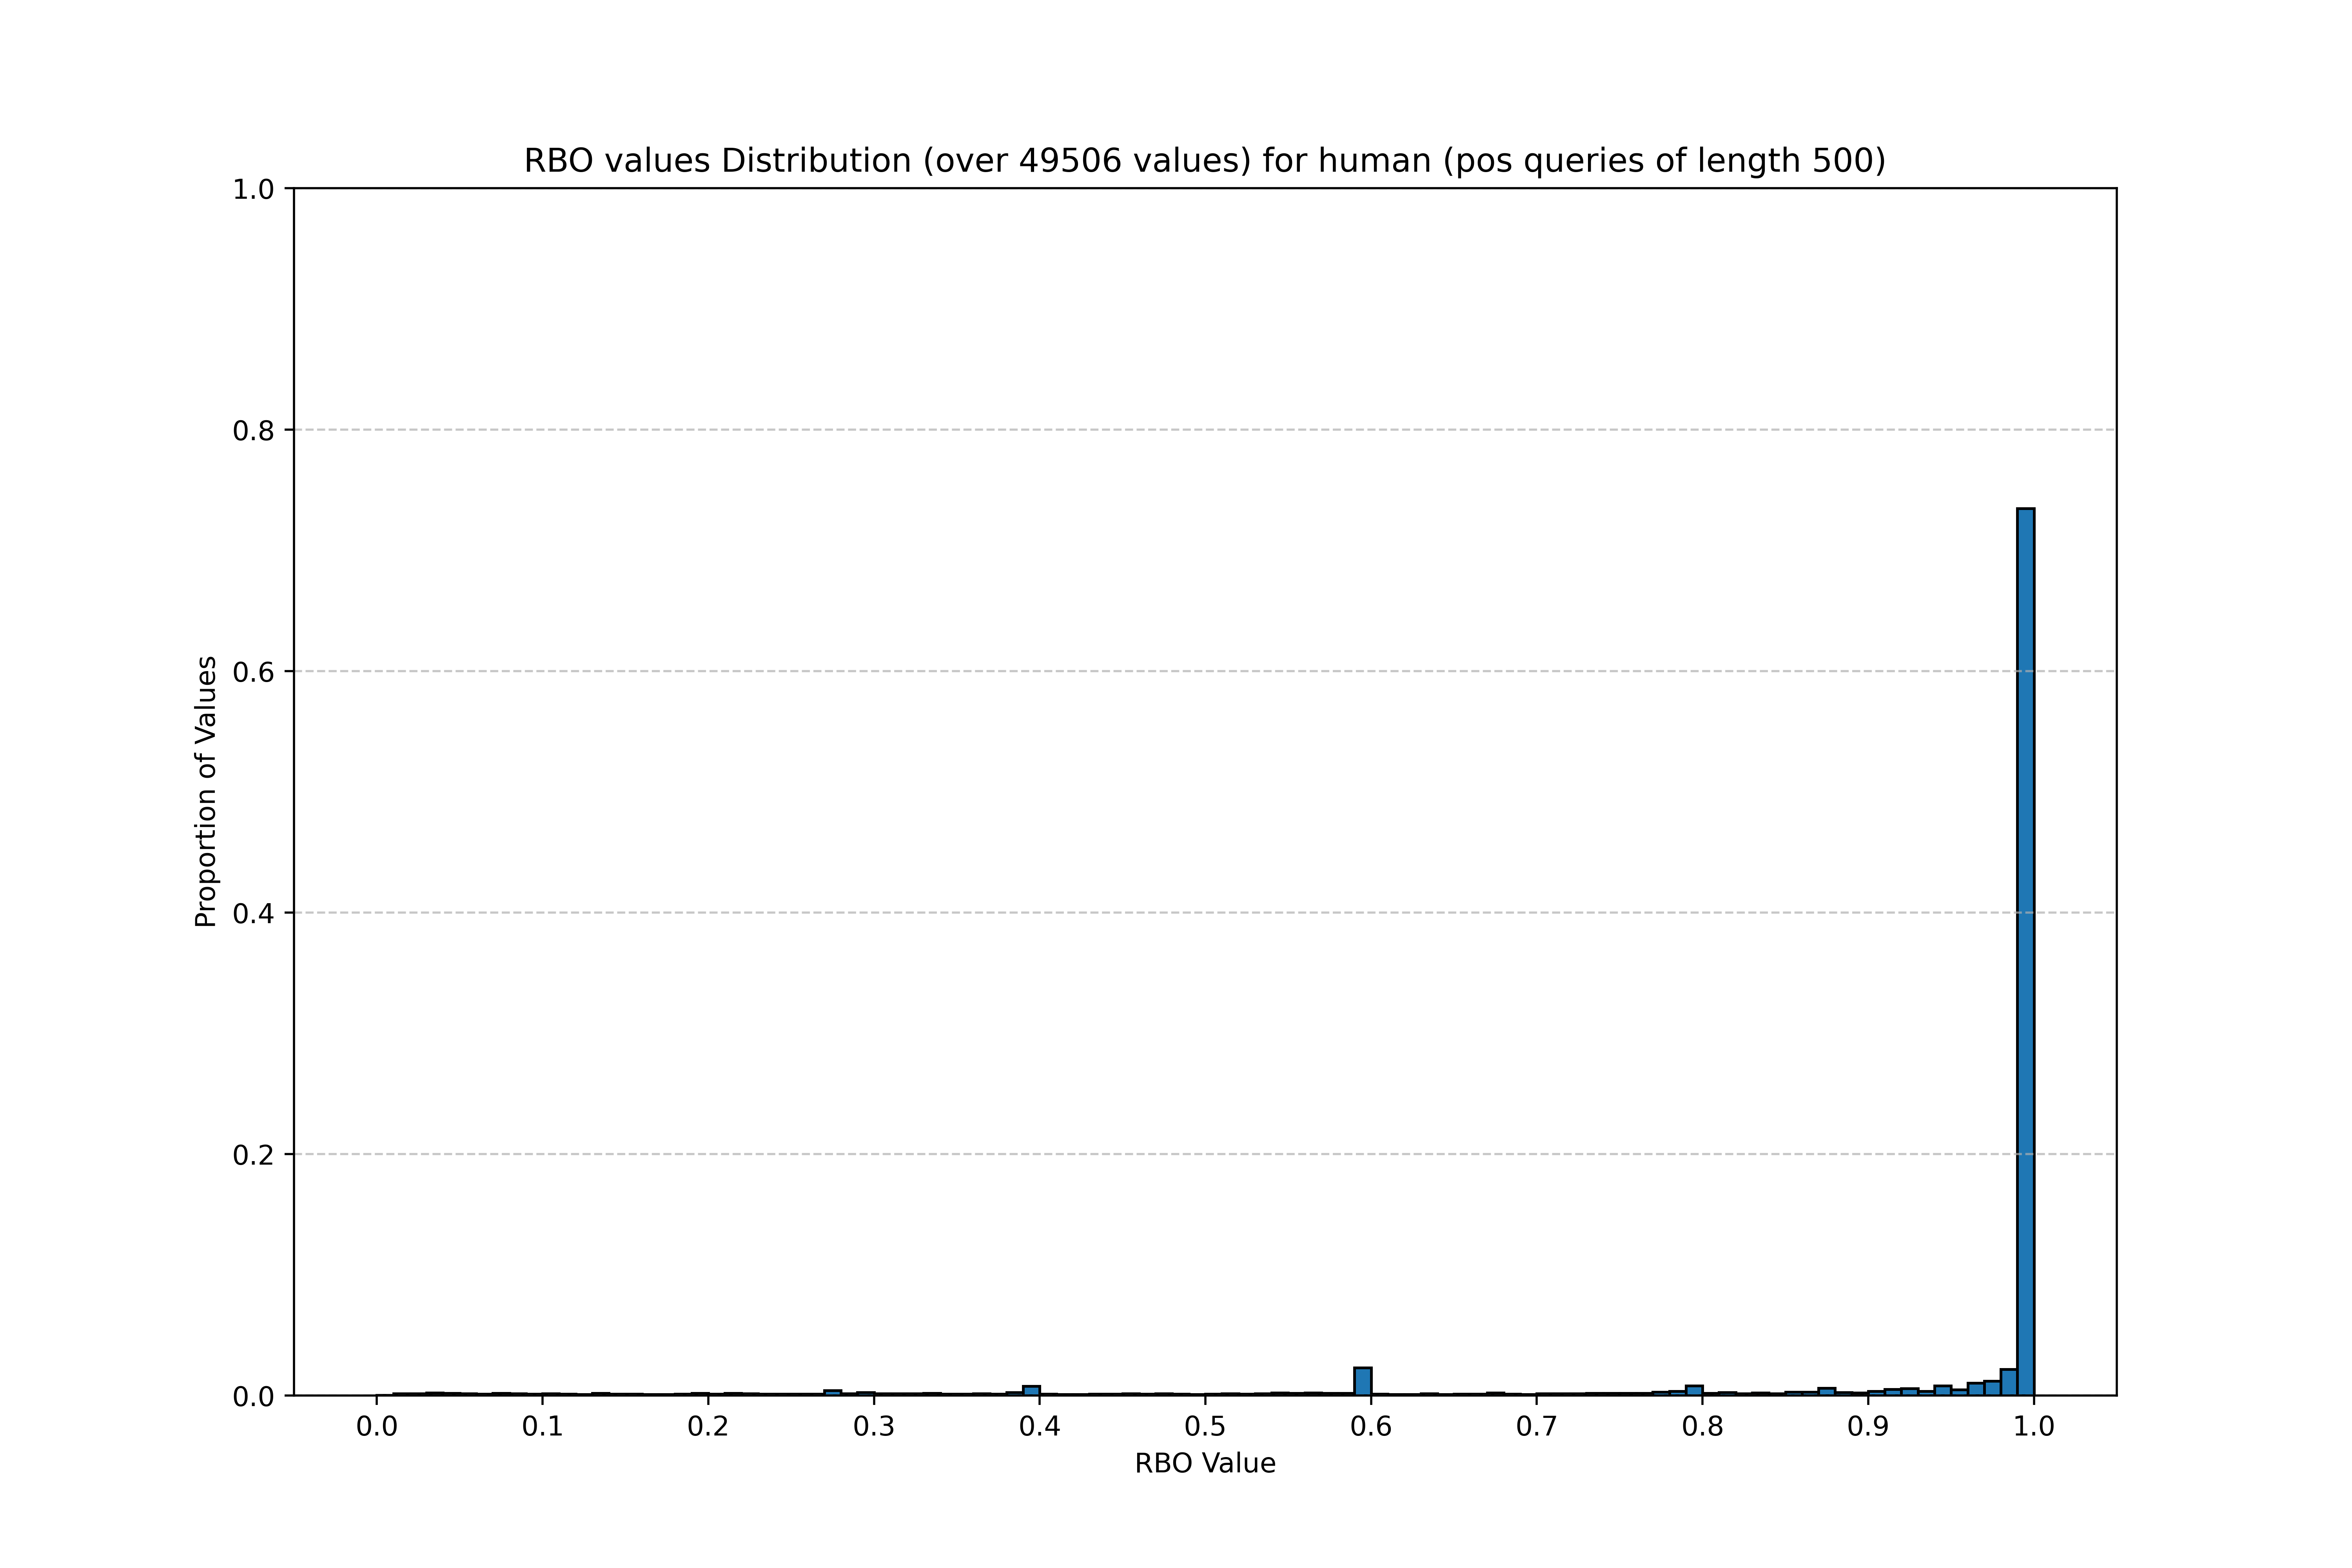 RBO values Distribution (over 49506 values) for human (pos queries of length 500)
1.0
0.8
0.6
0.4
0.2
0.0
Proportion of Values
0.0 0.1 0.2 0.3 0.4 0.5 0.6 0.7 0.8 0.9 1.0
RBO Value